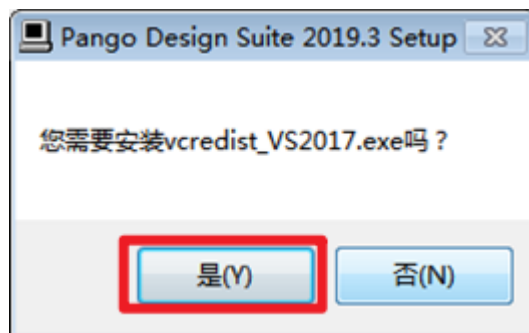 Pango Design Suite 2019.3 Setup
您需要安装vcredist_VS2017.exe吗？
是(Y)
否(N)